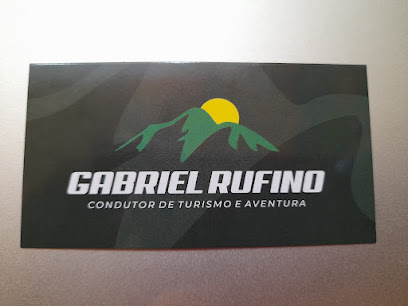 GABRIEL RUFINO
CONDUTOR DE TURISMO E AVENTURA